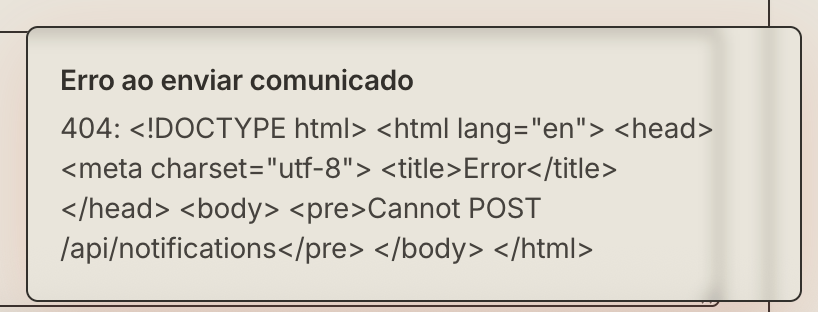 Erro ao enviar comunicado
404: <!DOCTYPE html> <html lang="en"> <head>
<meta charset="utf-8"> <title>Error</title>
</head> <body> <pre>Cannot POST
/api/notifications</pre> </body> </html>